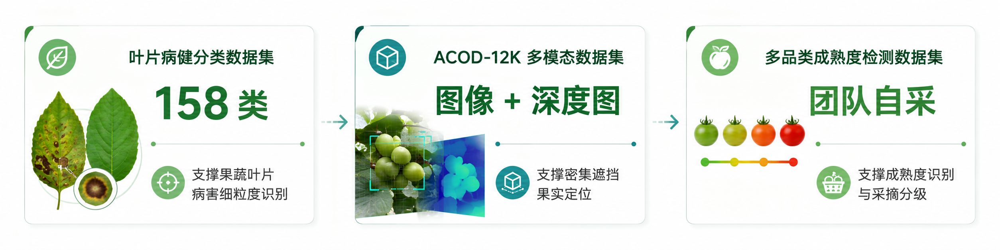 叶片病健分类数据集
158 类
支撑果蔬叶片
病害细粒度识别
ACOD-12K 多模态数据集
图像 + 深度图
支撑密集遮挡
果实定位
多品类成熟度检测数据集
团队自采
支撑成熟度识别
与采摘分级